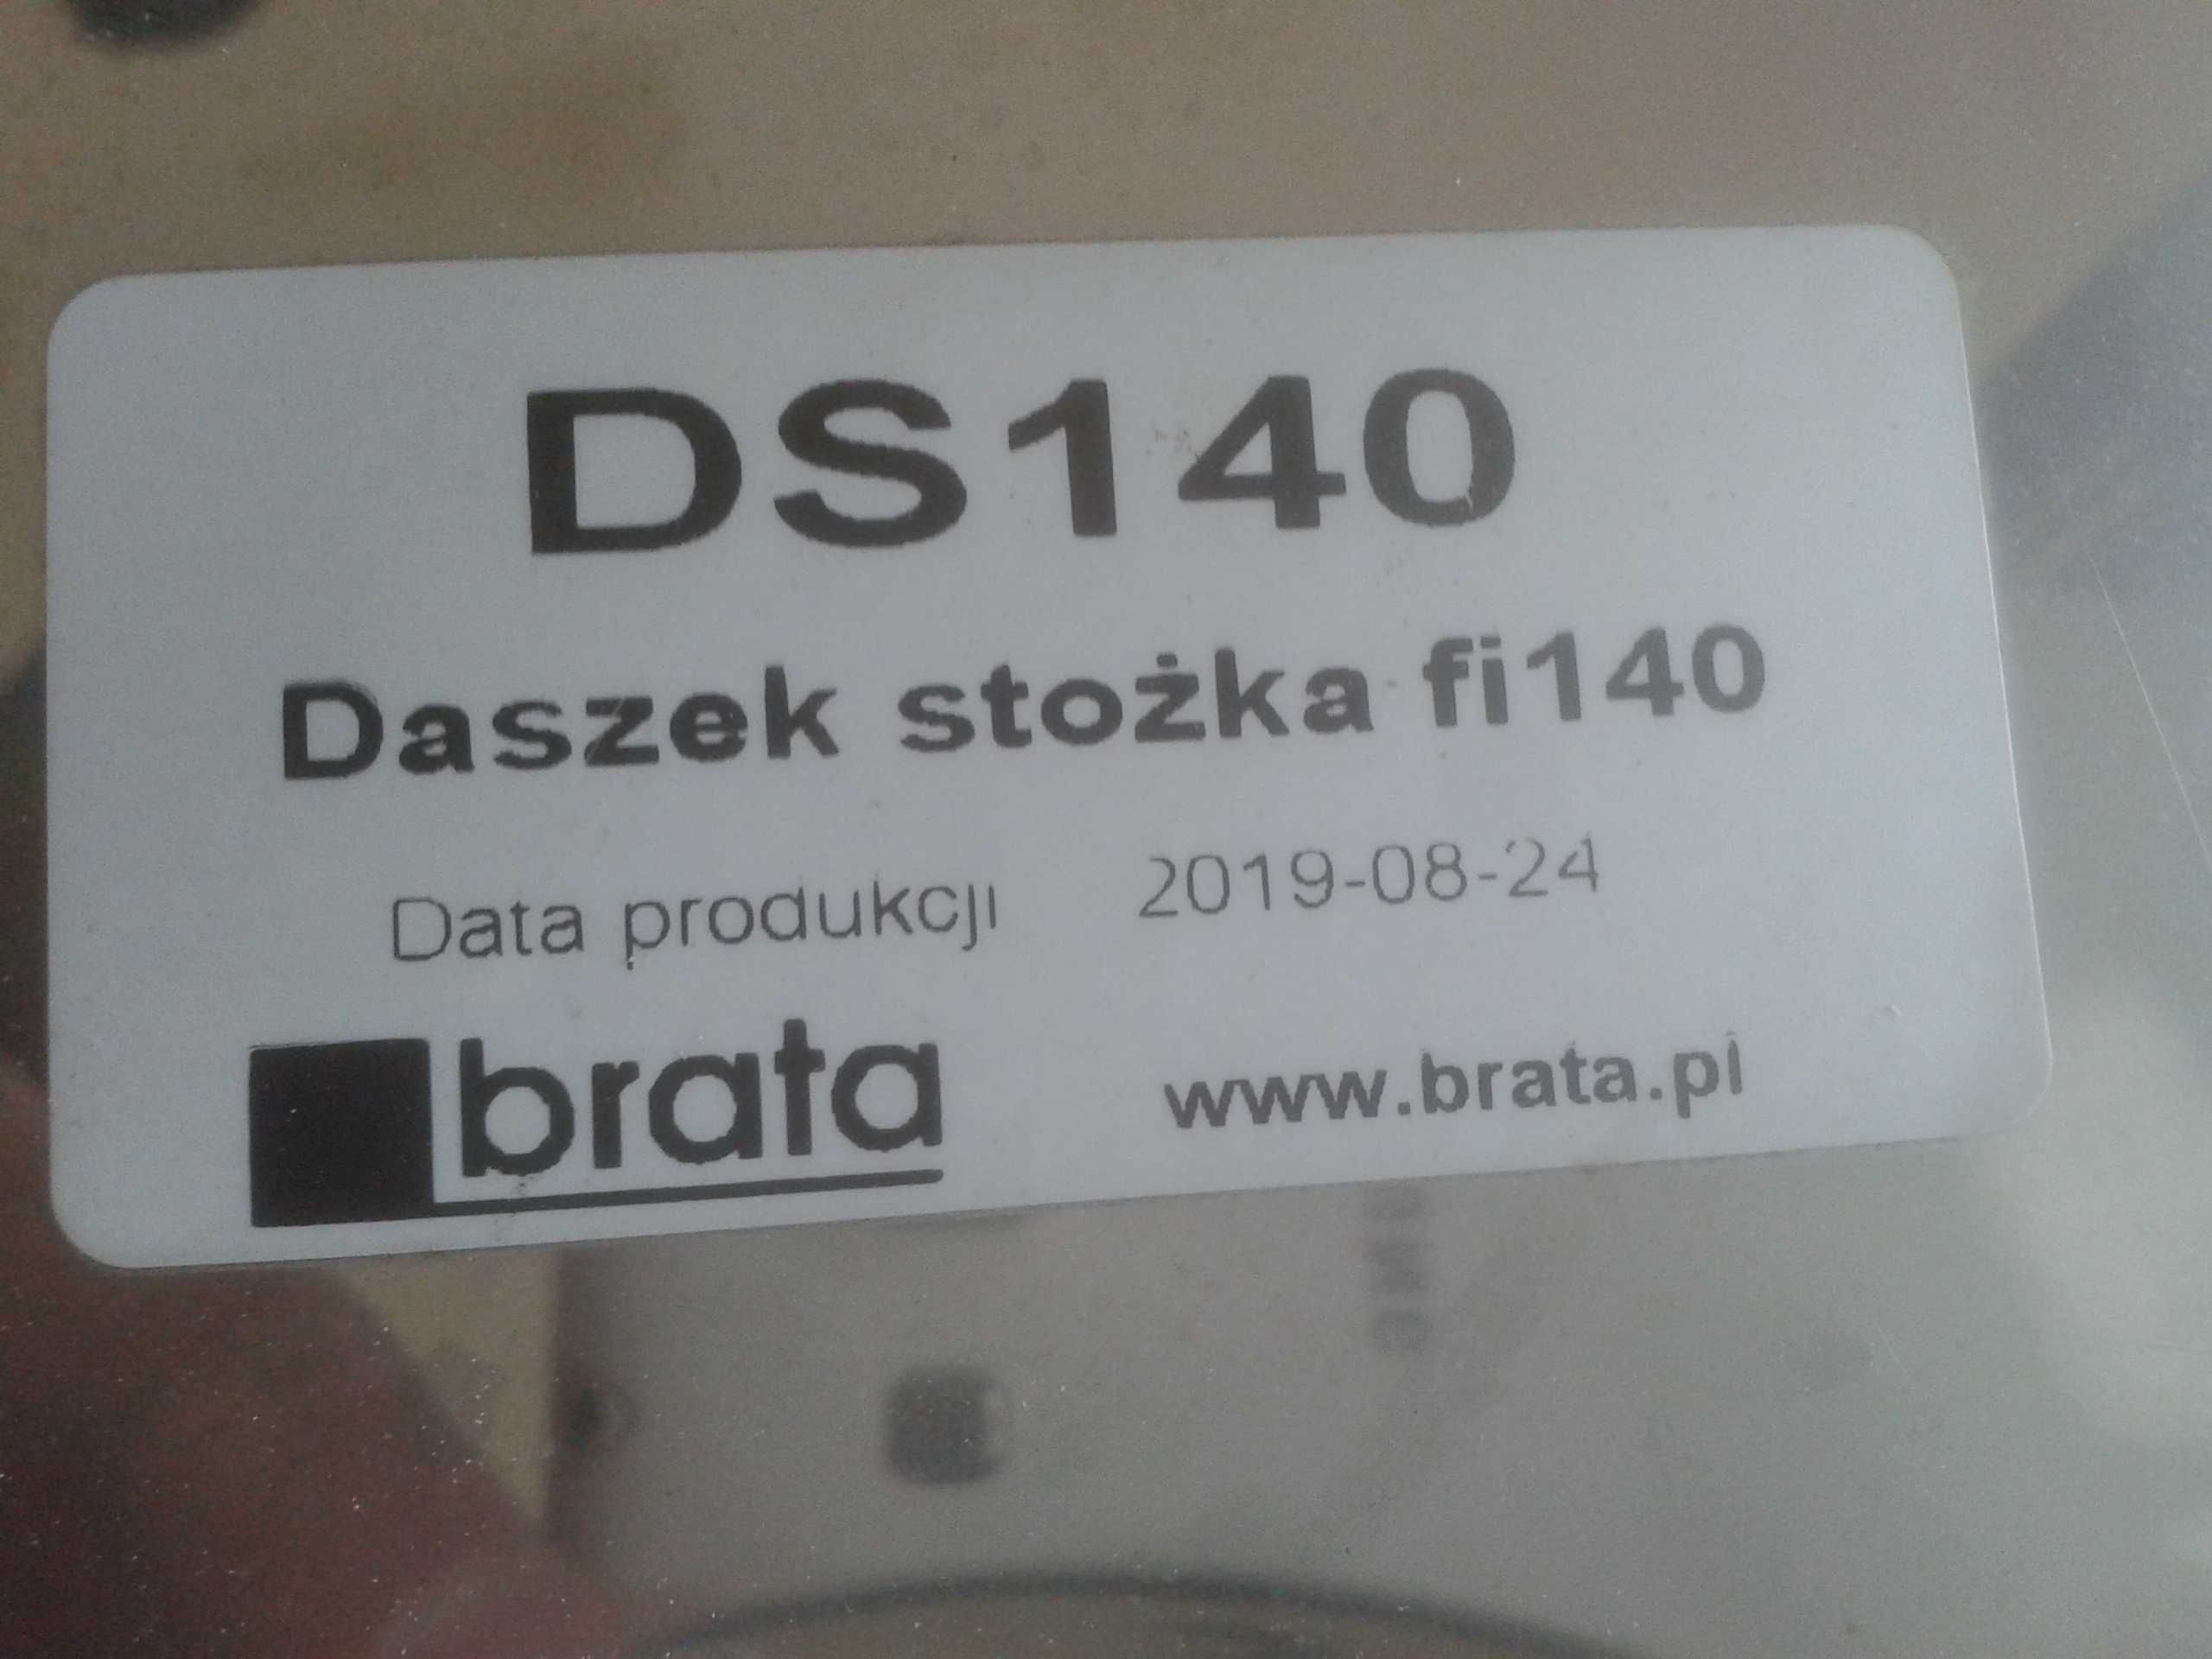 DS140
Daszek stożka fi140
Data produkcji 2019-08-24
brata www.brata.pl